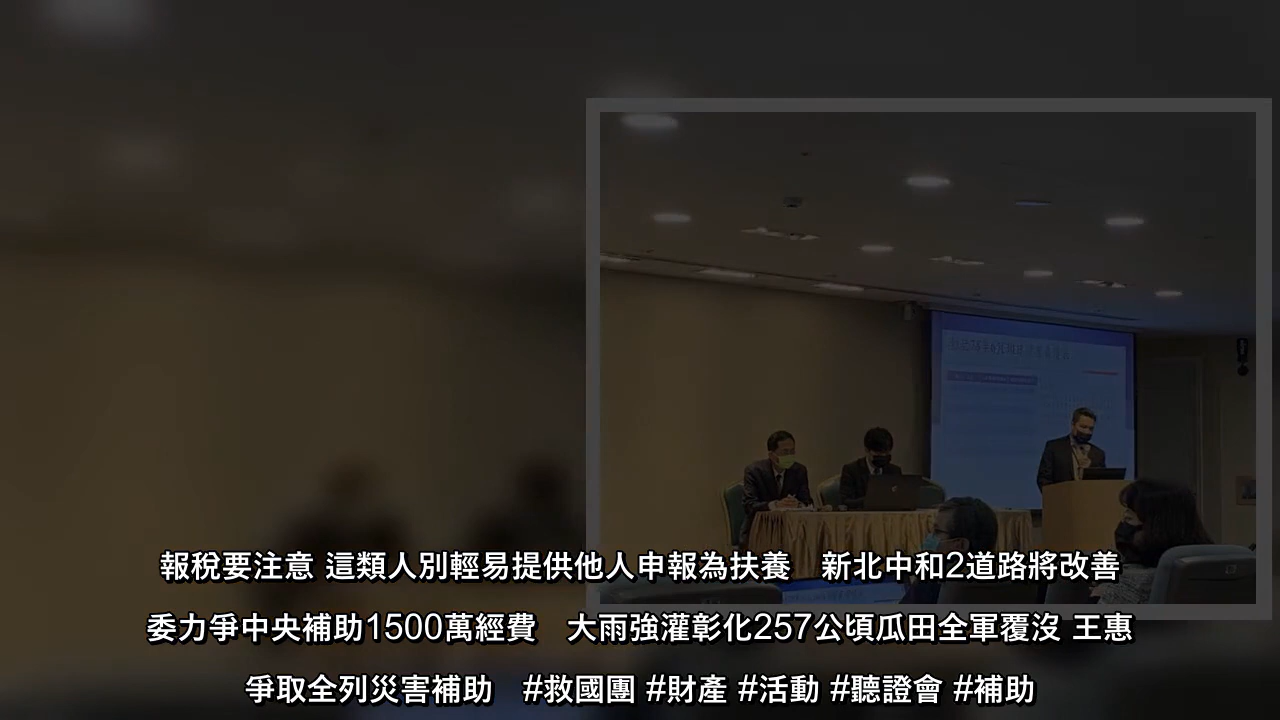 報稅要注意 這類人別輕易提供他人申報為扶養 新北中和2道路將改善
委力爭中央補助1500萬經費 大雨強灌彰化257公頃瓜田全軍覆沒 王惠
爭取全列災害補助 #救國團 #財產 #活動 #聽證會 #補助